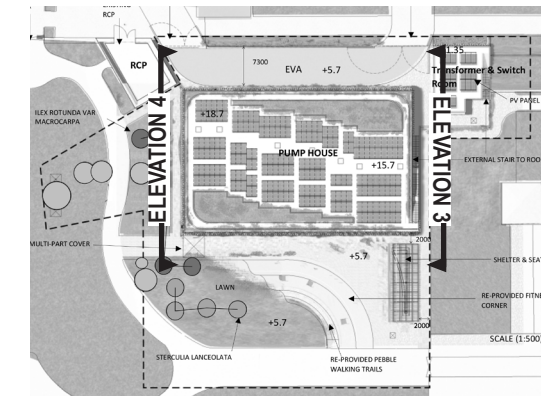 RCP
RCP
7300
EVA
+5.7
1.35
Transformer & Switch
Room
PV PANEL
ILEX ROTUNDA VAR
MACROCARPA
ELEVATION 4
+18.7
PUMP HOUSE
+15.7
ELEVATION 3
EXTERNAL STAIR TO ROO
MULTI-PART COVER
2000
+5.7
SHELTER & SEA
LAWN
RE-PROVIDED FITNE
CORNER
+5.7
2000
SCALE (1:500)
STERCULIA LANCEOLATA
RE-PROVIDED PEBBLE
WALKING TRAILS